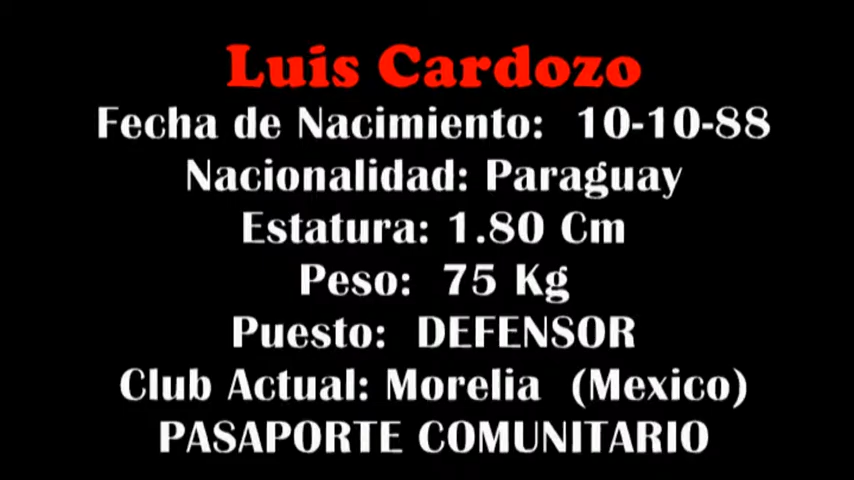 Luis Cardozo
Fecha de Nacimiento: 10-10-88
Nacionalidad: Paraguay
Estatura: 1.80 Cm
Peso: 75 Kg
Puesto: DEFENSOR
Club Actual: Morelia (Mexico)
PASAPORTE COMUNITARIO